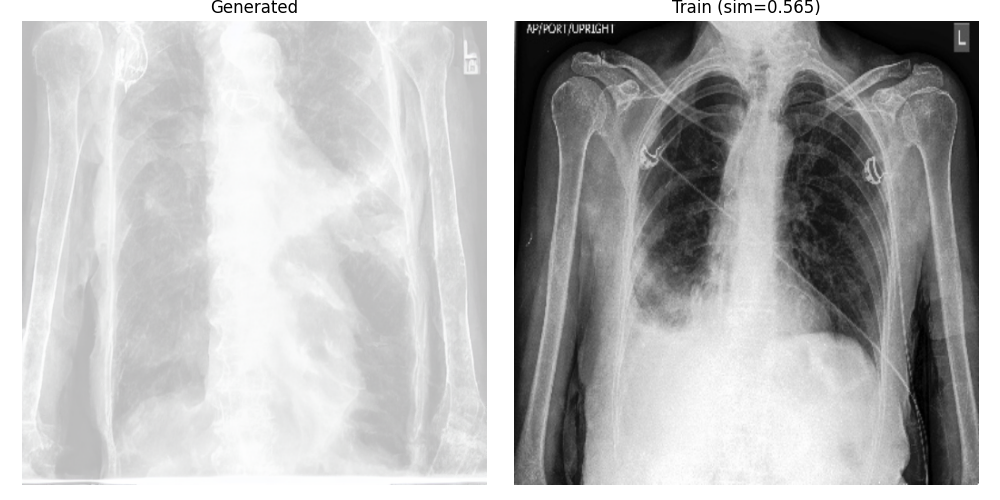 Generated
Train (sim=0.565)
AP/PORT/UPRIGHT
L
L